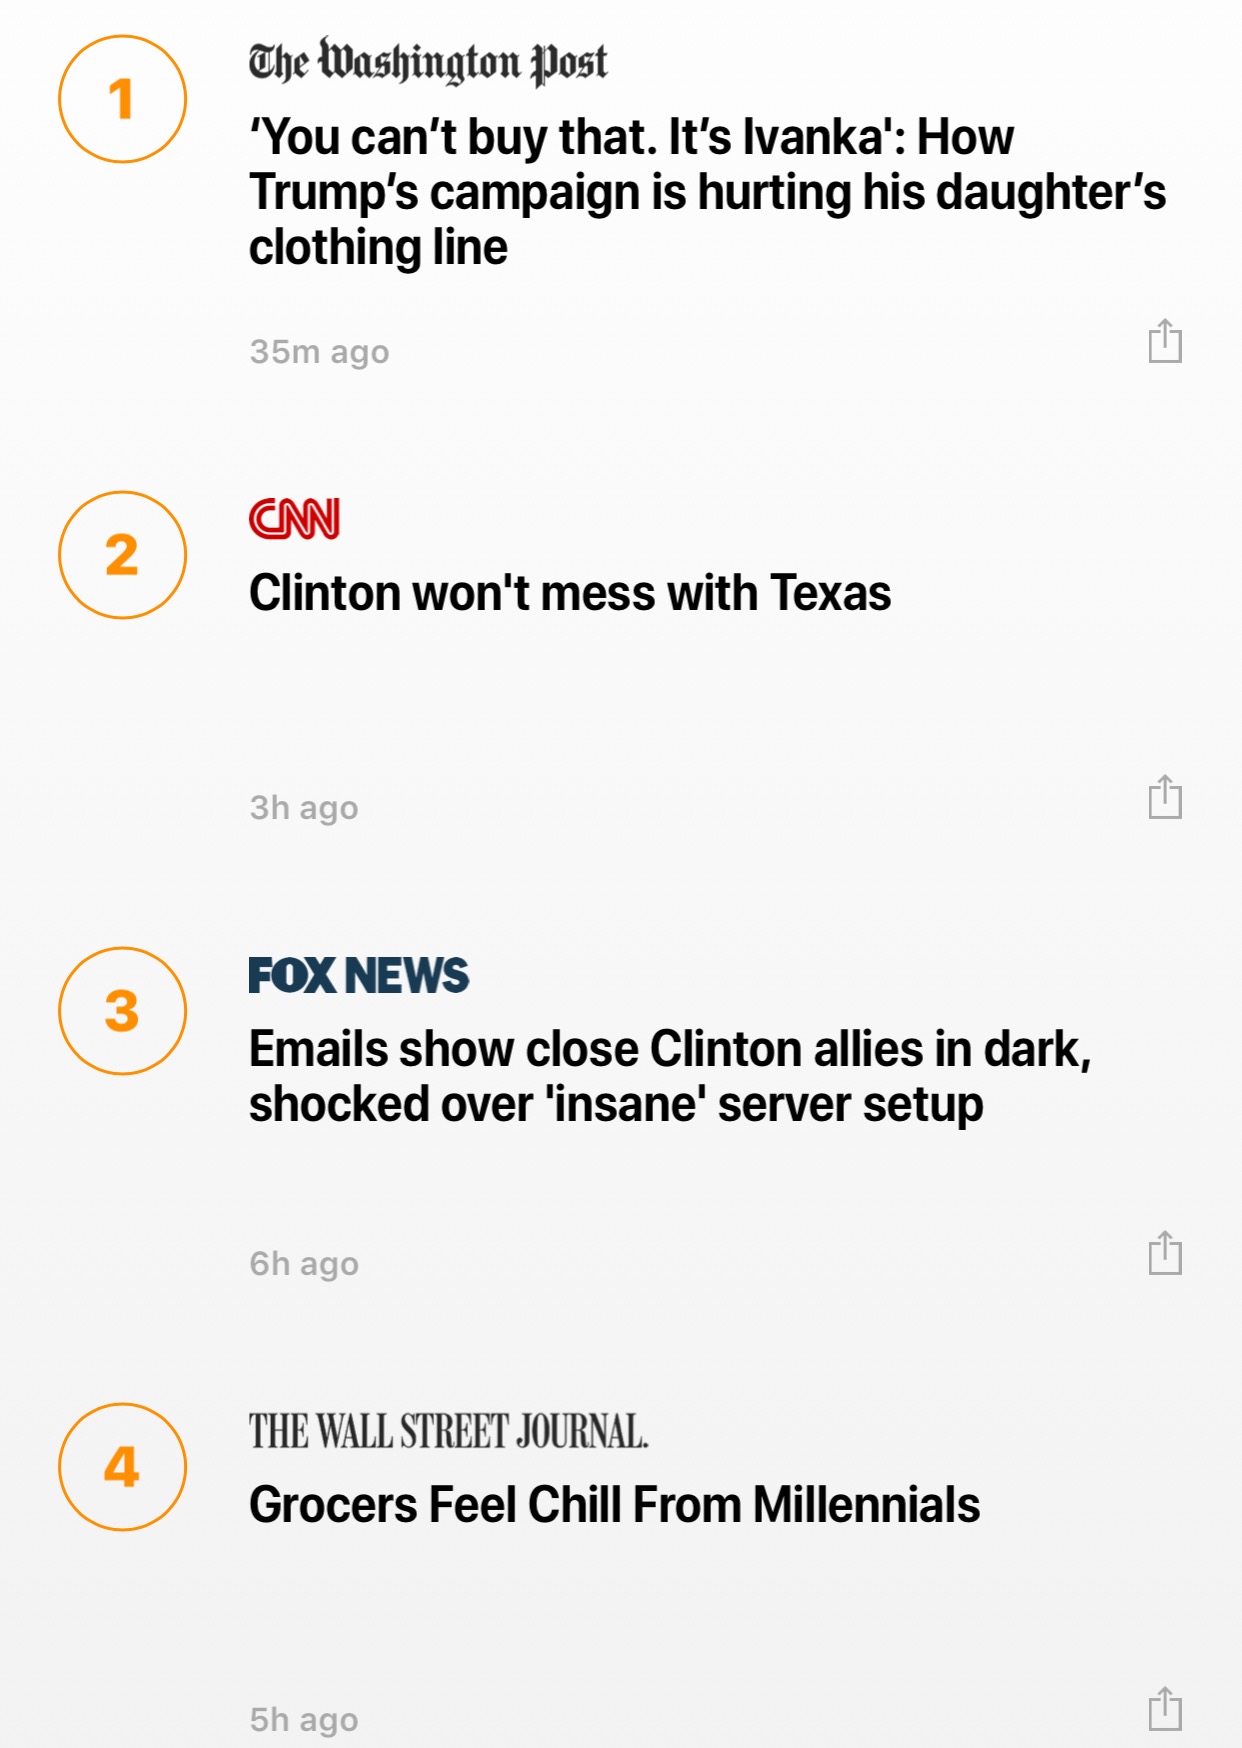 1
The Washington Post
‘You can’t buy that. It’s Ivanka': How
Trump’s campaign is hurting his daughter’s
clothing line
35m ago
2
CNN
Clinton won't mess with Texas
3h ago
3
FOX NEWS
Emails show close Clinton allies in dark,
shocked over 'insane' server setup
6h ago
4
THE WALL STREET JOURNAL.
Grocers Feel Chill From Millennials
5h ago